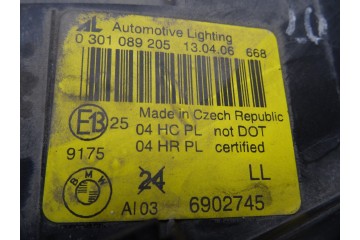 AL Automotive Lighting
0 301 089 205 13.04.06 668
Made in Czech Republic
E13 25 04 HC PL not DOT
9175 04 HR PL certified
BMW 24 LL
AI 03 6902745